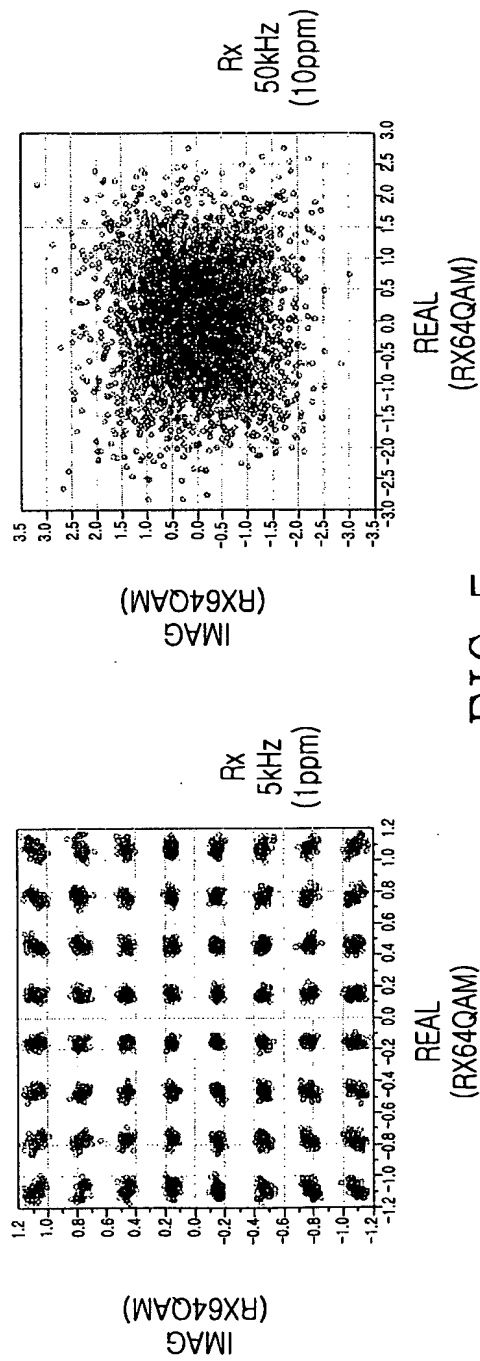 IMAG
(RX64QAM)
1.2
1.0
0.8
0.6
0.4
0.2
0.0
-0.2
-0.4
-0.6
-0.8
-1.0
-1.2
-1.2 -1.0 -0.8 -0.6 -0.4 -0.2 0.0 0.2 0.4 0.6 0.8 1.0 1.2
REAL
(RX64QAM)
Rx
5kHz
(1ppm)
IMAG
(RX64QAM)
3.5
3.0
2.5
2.0
1.5
1.0
0.5
0.0
-0.5
-1.0
-1.5
-2.0
-2.5
-3.0
-3.5
-3.0 -2.5 -2.0 -1.5 -1.0 -0.5 0.0 0.5 1.0 1.5 2.0 2.5 3.0
REAL
(RX64QAM)
Rx
50kHz
(10ppm)